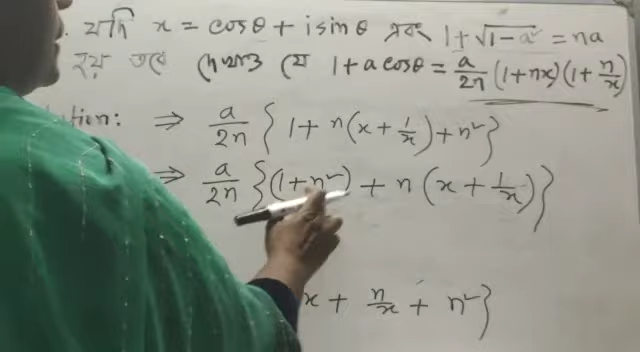 . যদি x = cosθ + i sinθ এবং 1+√1-a² = na
হয় তবে দেখাও যে 1+a cosθ = a/2n (1+nx)(1+n/x)
ution: ⇒ a/2n {1+n(x+1/x)+n²}
⇒ a/2n {(1+n²)+n(x+1/x)}
x + n/x + n²}